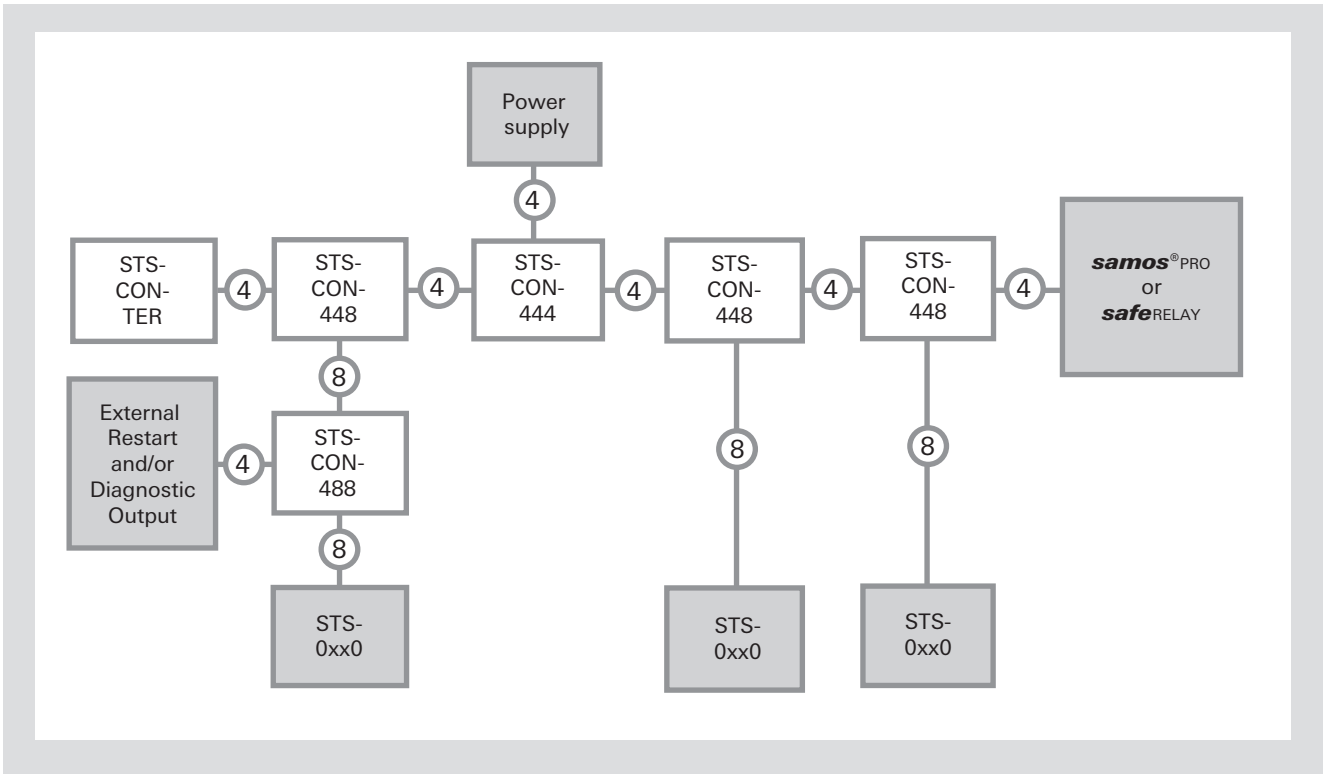 Power
supply
4
STS-
CON-
TER
4
STS-
CON-
448
4
STS-
CON-
444
4
STS-
CON-
448
4
STS-
CON-
448
4
samos®PRO
or
safeRELAY
8
External
Restart
and/or
Diagnostic
Output
4
STS-
CON-
488
8
8
8
STS-
0xx0
STS-
0xx0
STS-
0xx0